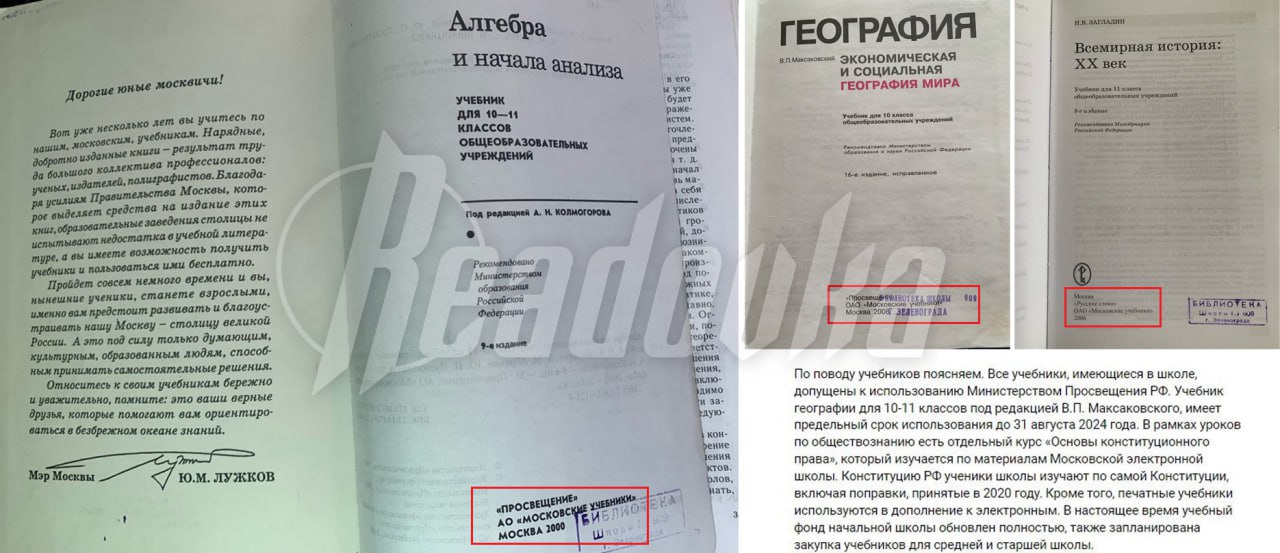 Дорогие юные москвичи!
Вот уже несколько лет вы учитесь по
нашим, московским, учебникам. Нарядные,
добротно изданные книги – результат тру-
да большого коллектива профессионалов:
ученых, издателей, полиграфистов. Благода-
ря усилиям Правительства Москвы, кото-
рое выделяет средства на издание этих
книг, образовательные заведения столицы не
испытывают недостатка в учебной литера-
туре, а вы имеете возможность получить
учебники и пользоваться ими бесплатно.
Пройдет совсем немного времени и вы,
нынешние ученики, станете взрослыми,
именно вам предстоит развивать и благоус-
траивать нашу Москву – столицу великой
России. А это под силу только думающим,
культурным, образованным людям, способ-
ным принимать самостоятельные решения.
Относитесь к своим учебникам бережно
и уважительно, помните: это ваши верные
друзья, которые помогают вам ориентиро-
ваться в безбрежном океане знаний.
Мэр Москвы Ю.М. ЛУЖКОВ
Алгебра
и начала анализа
УЧЕБНИК
ДЛЯ 10—11
КЛАССОВ
ОБЩЕОБРАЗОВАТЕЛЬНЫХ
УЧРЕЖДЕНИЙ
Под редакцией А. Н. КОЛМОГОРОВА
Рекомендовано
Министерством
образования
Российской
Федерации
9-е издание
«ПРОСВЕЩЕНИЕ»
АО «МОСКОВСКИЕ УЧЕБНИКИ»
МОСКВА 2000
БИБЛИОТЕКА
Readovka
ГЕОГРАФИЯ
В.П.Максаковский
ЭКОНОМИЧЕСКАЯ
И СОЦИАЛЬНАЯ
ГЕОГРАФИЯ МИРА
Учебник для 10 класса
общеобразовательных учреждений
Рекомендовано Министерством
образования и науки Российской Федерации
16-е издание, исправленное
БИБЛИОТЕКА ШКОЛЫ 909
ОАО «Московские учебники»
Москва 2008
Г. ЗЕЛЕНОГРАДА
Н.В. ЗАГЛАДИН
Всемирная история:
XX век
Учебник для 11 класса
общеобразовательных учреждений
Рекомендовано Минобрнауки
Российской Федерации
Москва
«Русское слово»
ОАО «Московские учебники»
2006
БИБЛИОТЕКА
г. Зеленограда
По поводу учебников поясняем. Все учебники, имеющиеся в школе,
допущены к использованию Министерством Просвещения РФ. Учебник
географии для 10-11 классов под редакцией В.П. Максаковского, имеет
предельный срок использования до 31 августа 2024 года. В рамках уроков
по обществознанию есть отдельный курс «Основы конституционного
права», который изучается по материалам Московской электронной
школы. Конституцию РФ ученики школы изучают по самой Конституции,
включая поправки, принятые в 2020 году. Кроме того, печатные учебники
используются в дополнение к электронным. В настоящее время учебный
фонд начальной школы обновлен полностью, также запланирована
закупка учебников для средней и старшей школы.